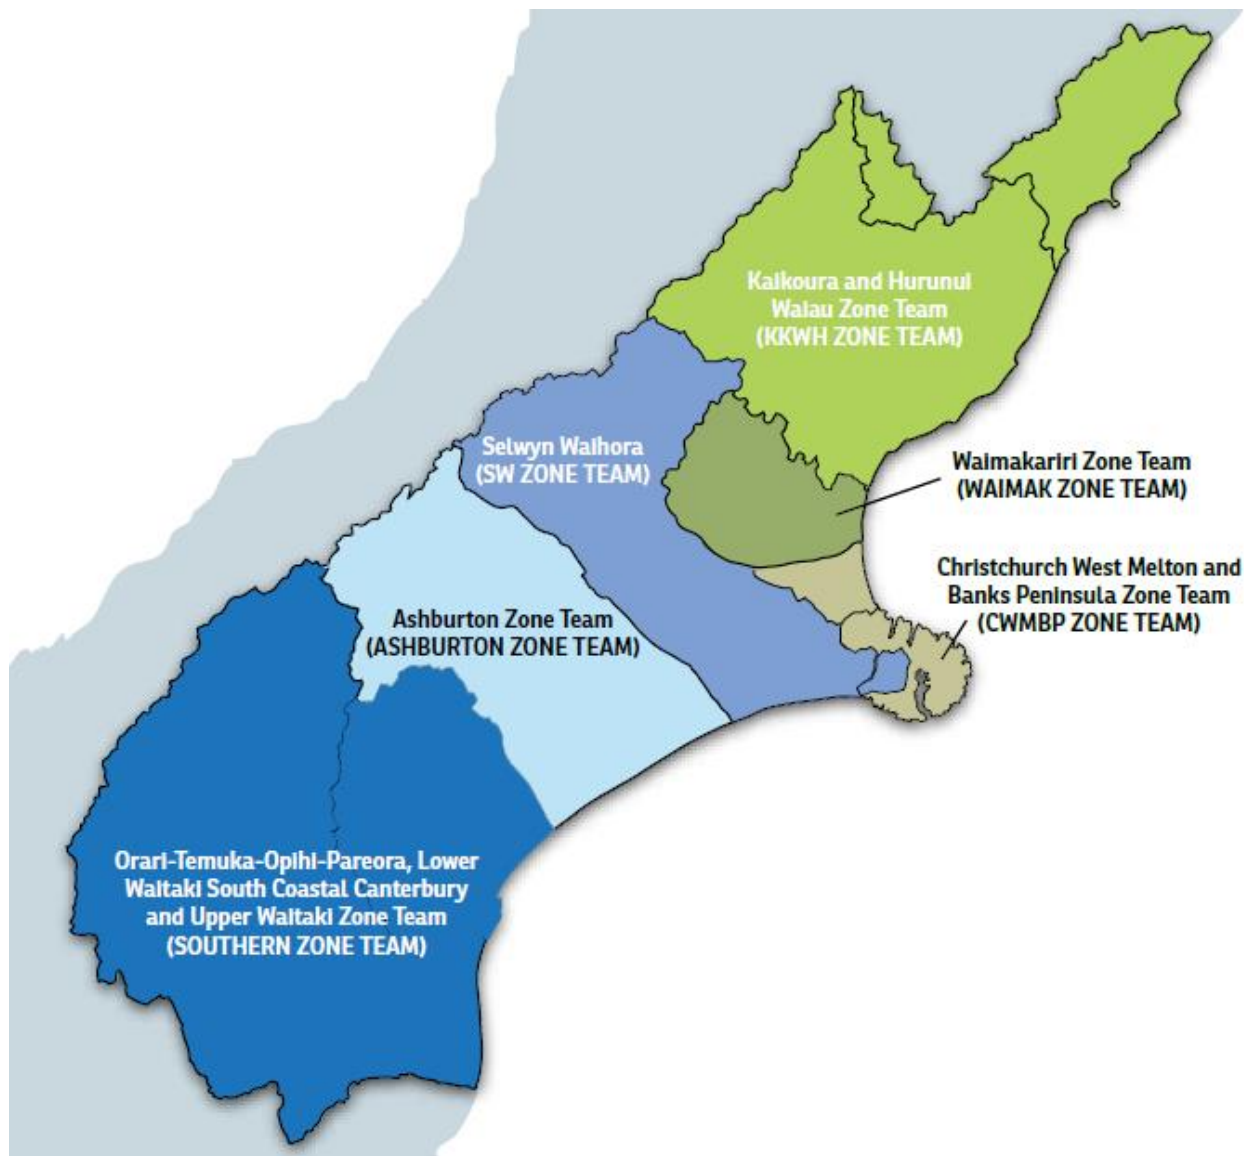 Kaikoura and Hurunui
Waiau Zone Team
(KKWH ZONE TEAM)
Selwyn Waihora
(SW ZONE TEAM)
Waimakariri Zone Team
(WAIMAK ZONE TEAM)
Christchurch West Melton and
Banks Peninsula Zone Team
(CWMBP ZONE TEAM)
Ashburton Zone Team
(ASHBURTON ZONE TEAM)
Orari-Temuka-Opihi-Pareora, Lower
Waitaki South Coastal Canterbury
and Upper Waitaki Zone Team
(SOUTHERN ZONE TEAM)